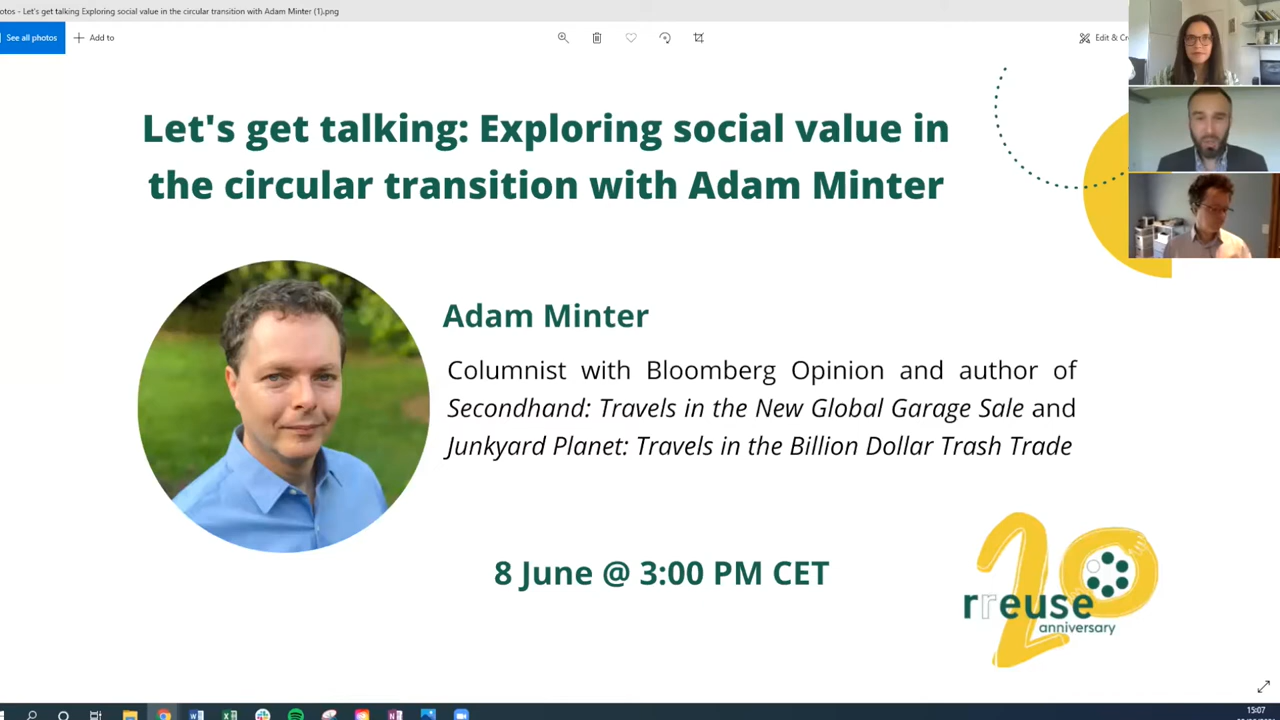 otos - Let's get talking Exploring social value in the circular transition with Adam Minter (1).png
See all photos
Add to
Edit & Cr
Let's get talking: Exploring social value in
the circular transition with Adam Minter
Adam Minter
Columnist with Bloomberg Opinion and author of
Secondhand: Travels in the New Global Garage Sale and
Junkyard Planet: Travels in the Billion Dollar Trash Trade
8 June @ 3:00 PM CET
20
rreuse
anniversary
15:07